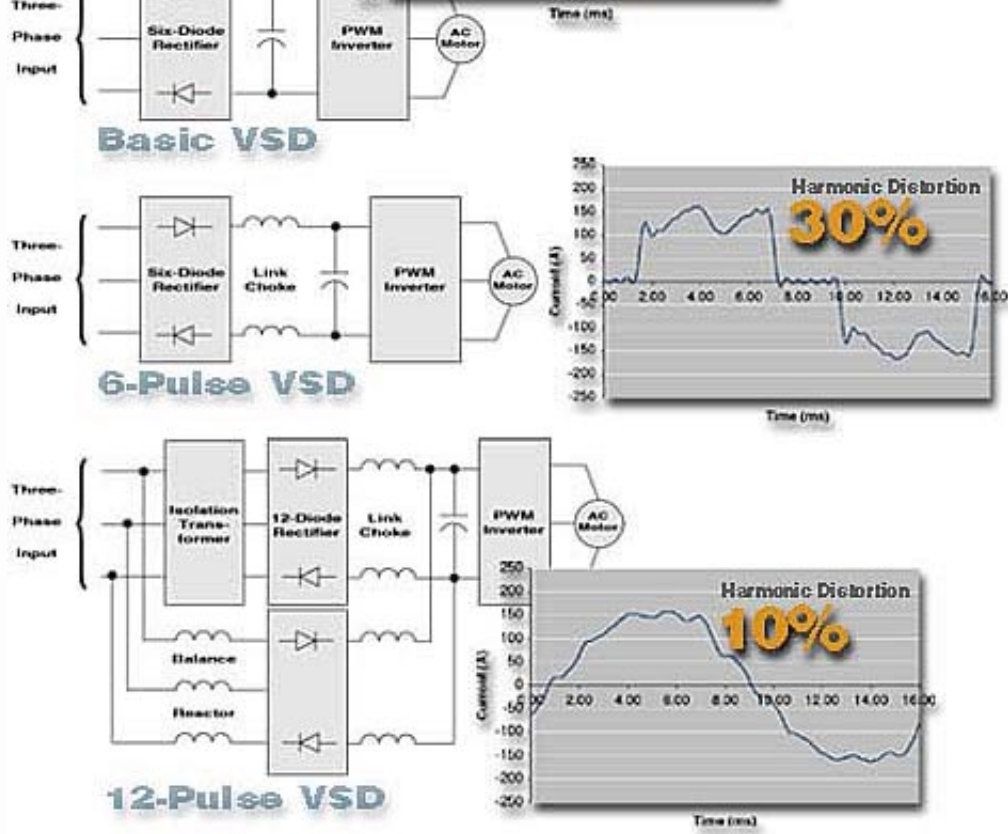 Time (ms)
Three-
Phase
Input
Six-Diode
Rectifier
PWM
Inverter
AC
Motor
Basic VSD
Three-
Phase
Input
Six-Diode
Rectifier
Link
Choke
PWM
Inverter
AC
Motor
6-Pulse VSD
Harmonic Distortion
30%
Current (A)
250
200
150
100
50
0
-50
-100
-150
-200
-250
0.00 2.00 4.00 6.00 8.00 10.00 12.00 14.00 16.00
Time (ms)
Three-
Phase
Input
Isolation
Trans-
former
12-Diode
Rectifier
Link
Choke
PWM
Inverter
AC
Motor
Balance
Reactor
12-Pulse VSD
Harmonic Distortion
10%
Current (A)
250
200
150
100
50
0
-50
-100
-150
-200
-250
0.00 2.00 4.00 6.00 8.00 10.00 12.00 14.00 16.00
Time (ms)